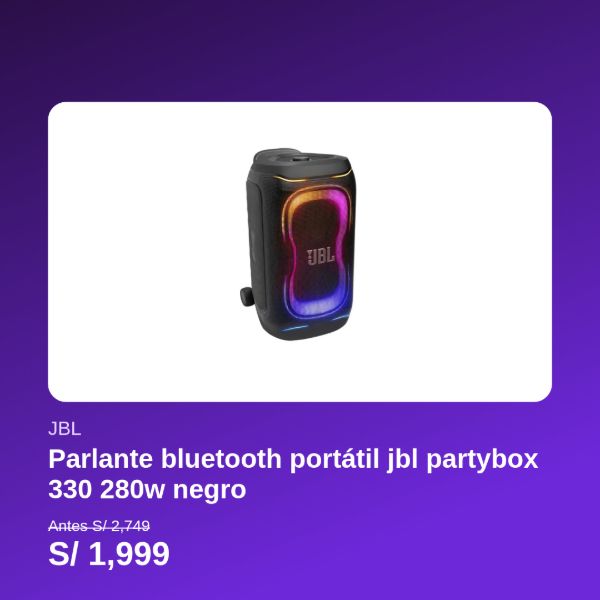 JBL
JBL
Parlante bluetooth portátil jbl partybox
330 280w negro
Antes S/ 2,749
S/ 1,999